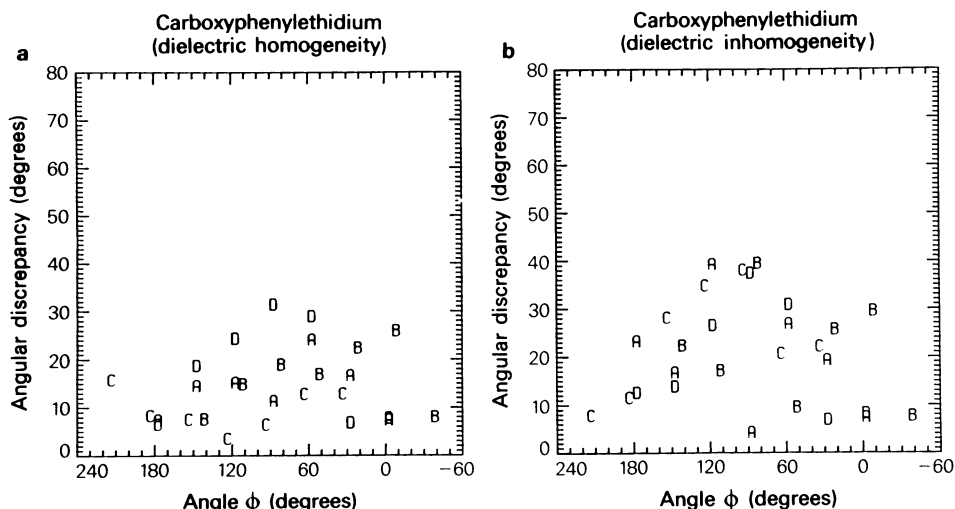 Carboxyphenylethidium
(dielectric homogeneity)
a
80
70
60
50
40
30
20
10
0
Angular discrepancy (degrees)
D
D
D
B
B
A
C
D
B
B
A
A
A
B
C
C
A
C
A
D
C
B
C
D
A
B
C
240
180
120
60
0
−60
Angle ϕ (degrees)
Carboxyphenylethidium
(dielectric inhomogeneity)
b
80
70
60
50
40
30
20
10
0
Angular discrepancy (degrees)
A
C
D
B
C
D
B
C
D
A
B
A
B
C
C
A
A
B
D
C
D
B
C
D
A
B
A
240
180
120
60
0
−60
Angle ϕ (degrees)